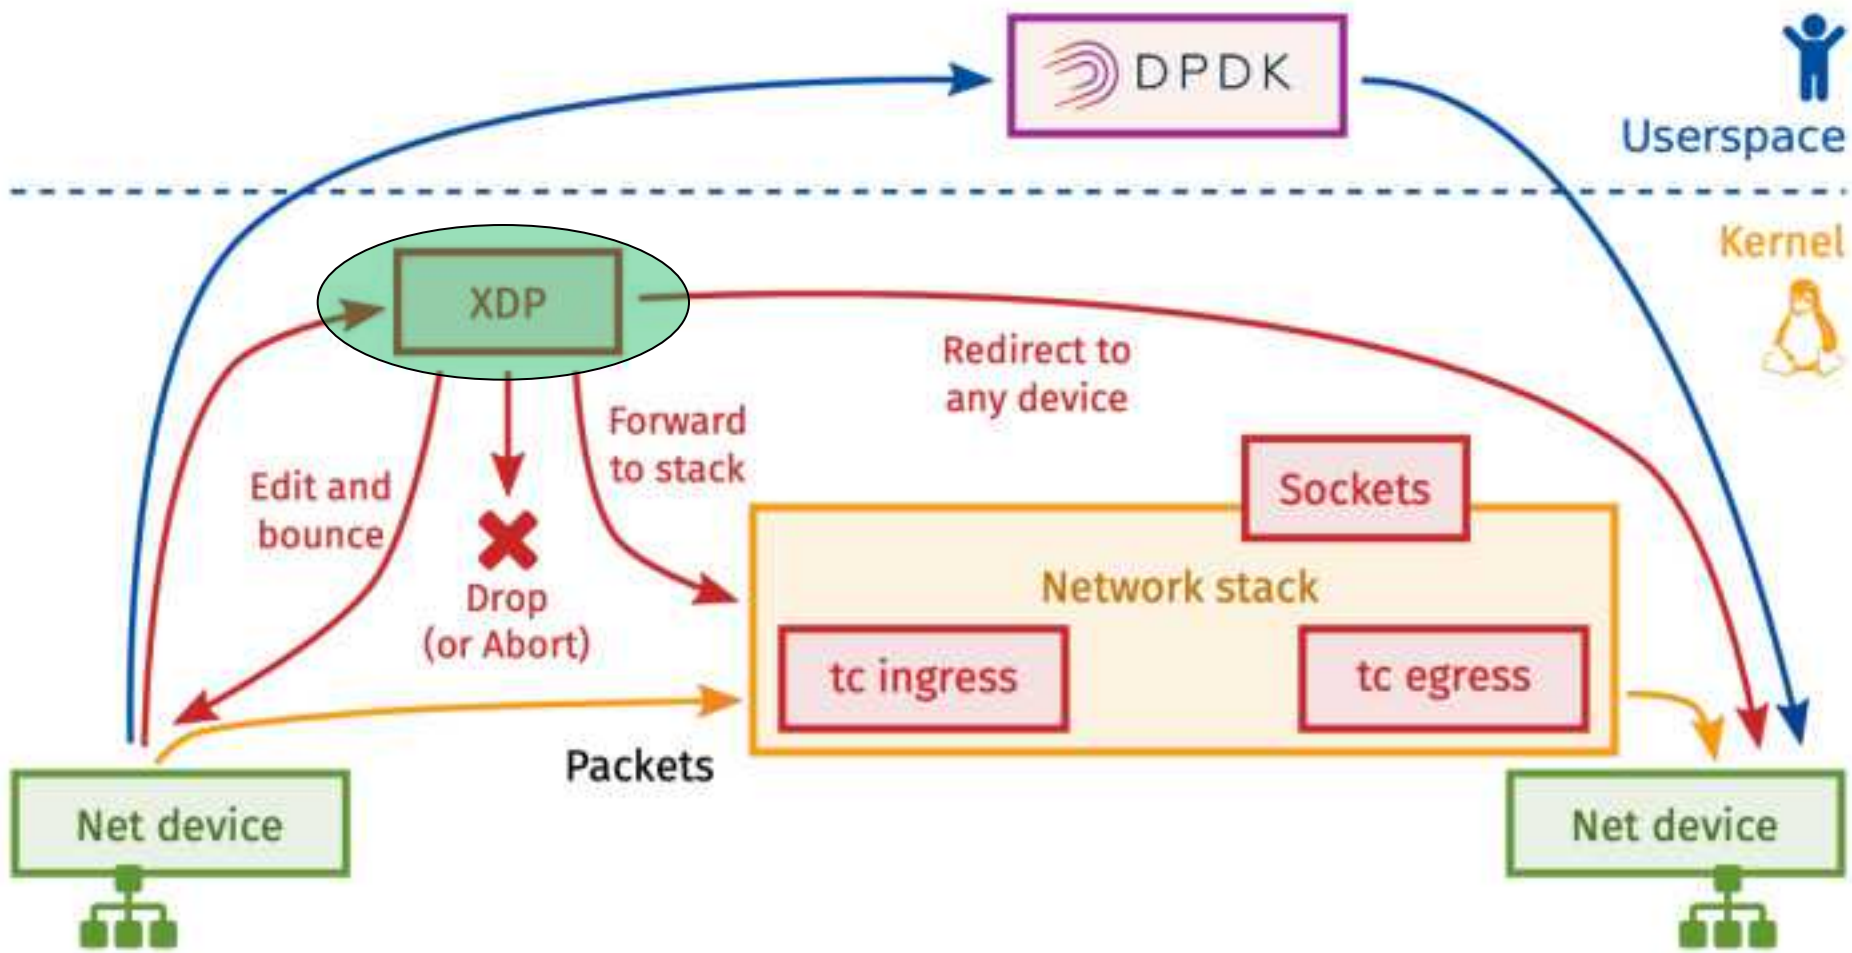 DPDK
Userspace
Kernel
XDP
Redirect to
any device
Forward
to stack
Edit and
bounce
Sockets
Drop
(or Abort)
Network stack
tc ingress
tc egress
Packets
Net device
Net device